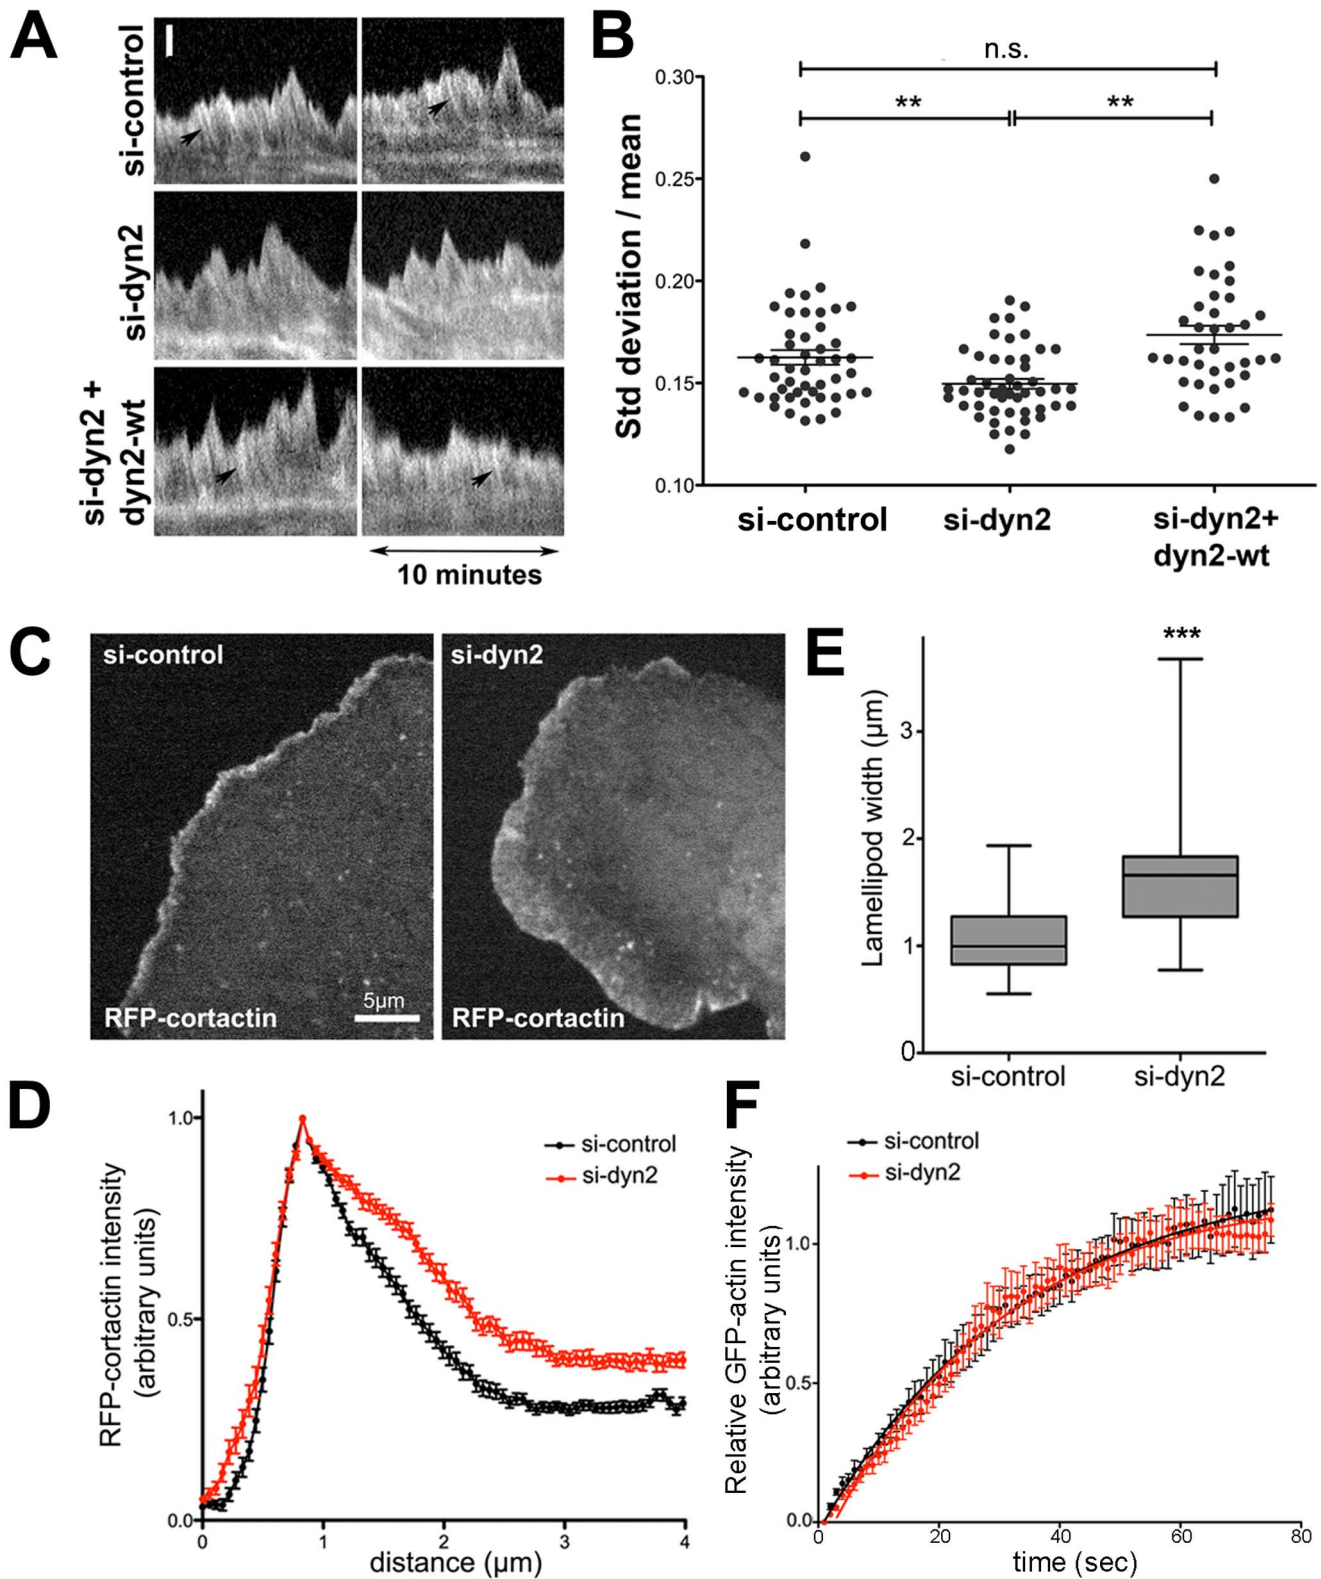 A
si-control
si-dyn2
si-dyn2 +
dyn2-wt
10 minutes
B
n.s.
** **
0.30
0.25
0.20
0.15
0.10
Std deviation / mean
si-control si-dyn2 si-dyn2+
dyn2-wt
C
si-control
RFP-cortactin
5µm
si-dyn2
RFP-cortactin
E
***
Lamellipod width (µm)
3
2
1
0
si-control si-dyn2
D
RFP-cortactin intensity
(arbitrary units)
1.0
0.5
0.0
si-control
si-dyn2
0 1 2 3 4
distance (µm)
F
Relative GFP-actin intensity
(arbitrary units)
si-control
si-dyn2
1.0
0.5
0.0
0 20 40 60 80
time (sec)